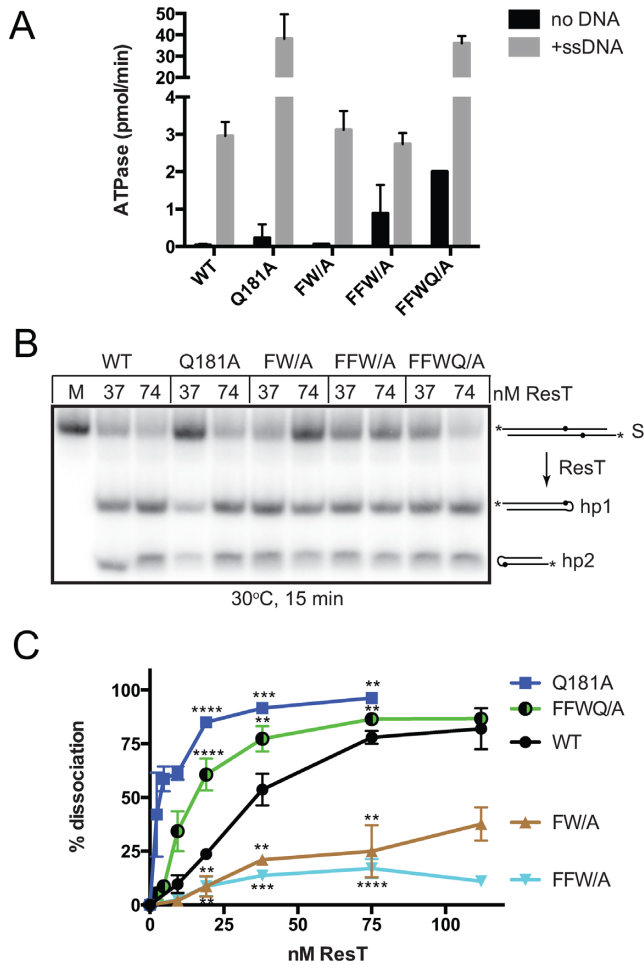 A
no DNA
+ssDNA
ATPase (pmol/min)
50
40
30
20
10
4
3
2
1
0
WT
Q181A
FW/A
FFW/A
FFWQ/A
B
WT Q181A FW/A FFW/A FFWQ/A
M 37 74 37 74 37 74 37 74 37 74 nM ResT
* S
ResT
* hp1
* hp2
30°C, 15 min
C
% dissociation
100
75
50
25
0
0 25 50 75 100
nM ResT
**** *** **
** **
****
** **
** *** ****
Q181A
FFWQ/A
WT
FW/A
FFW/A